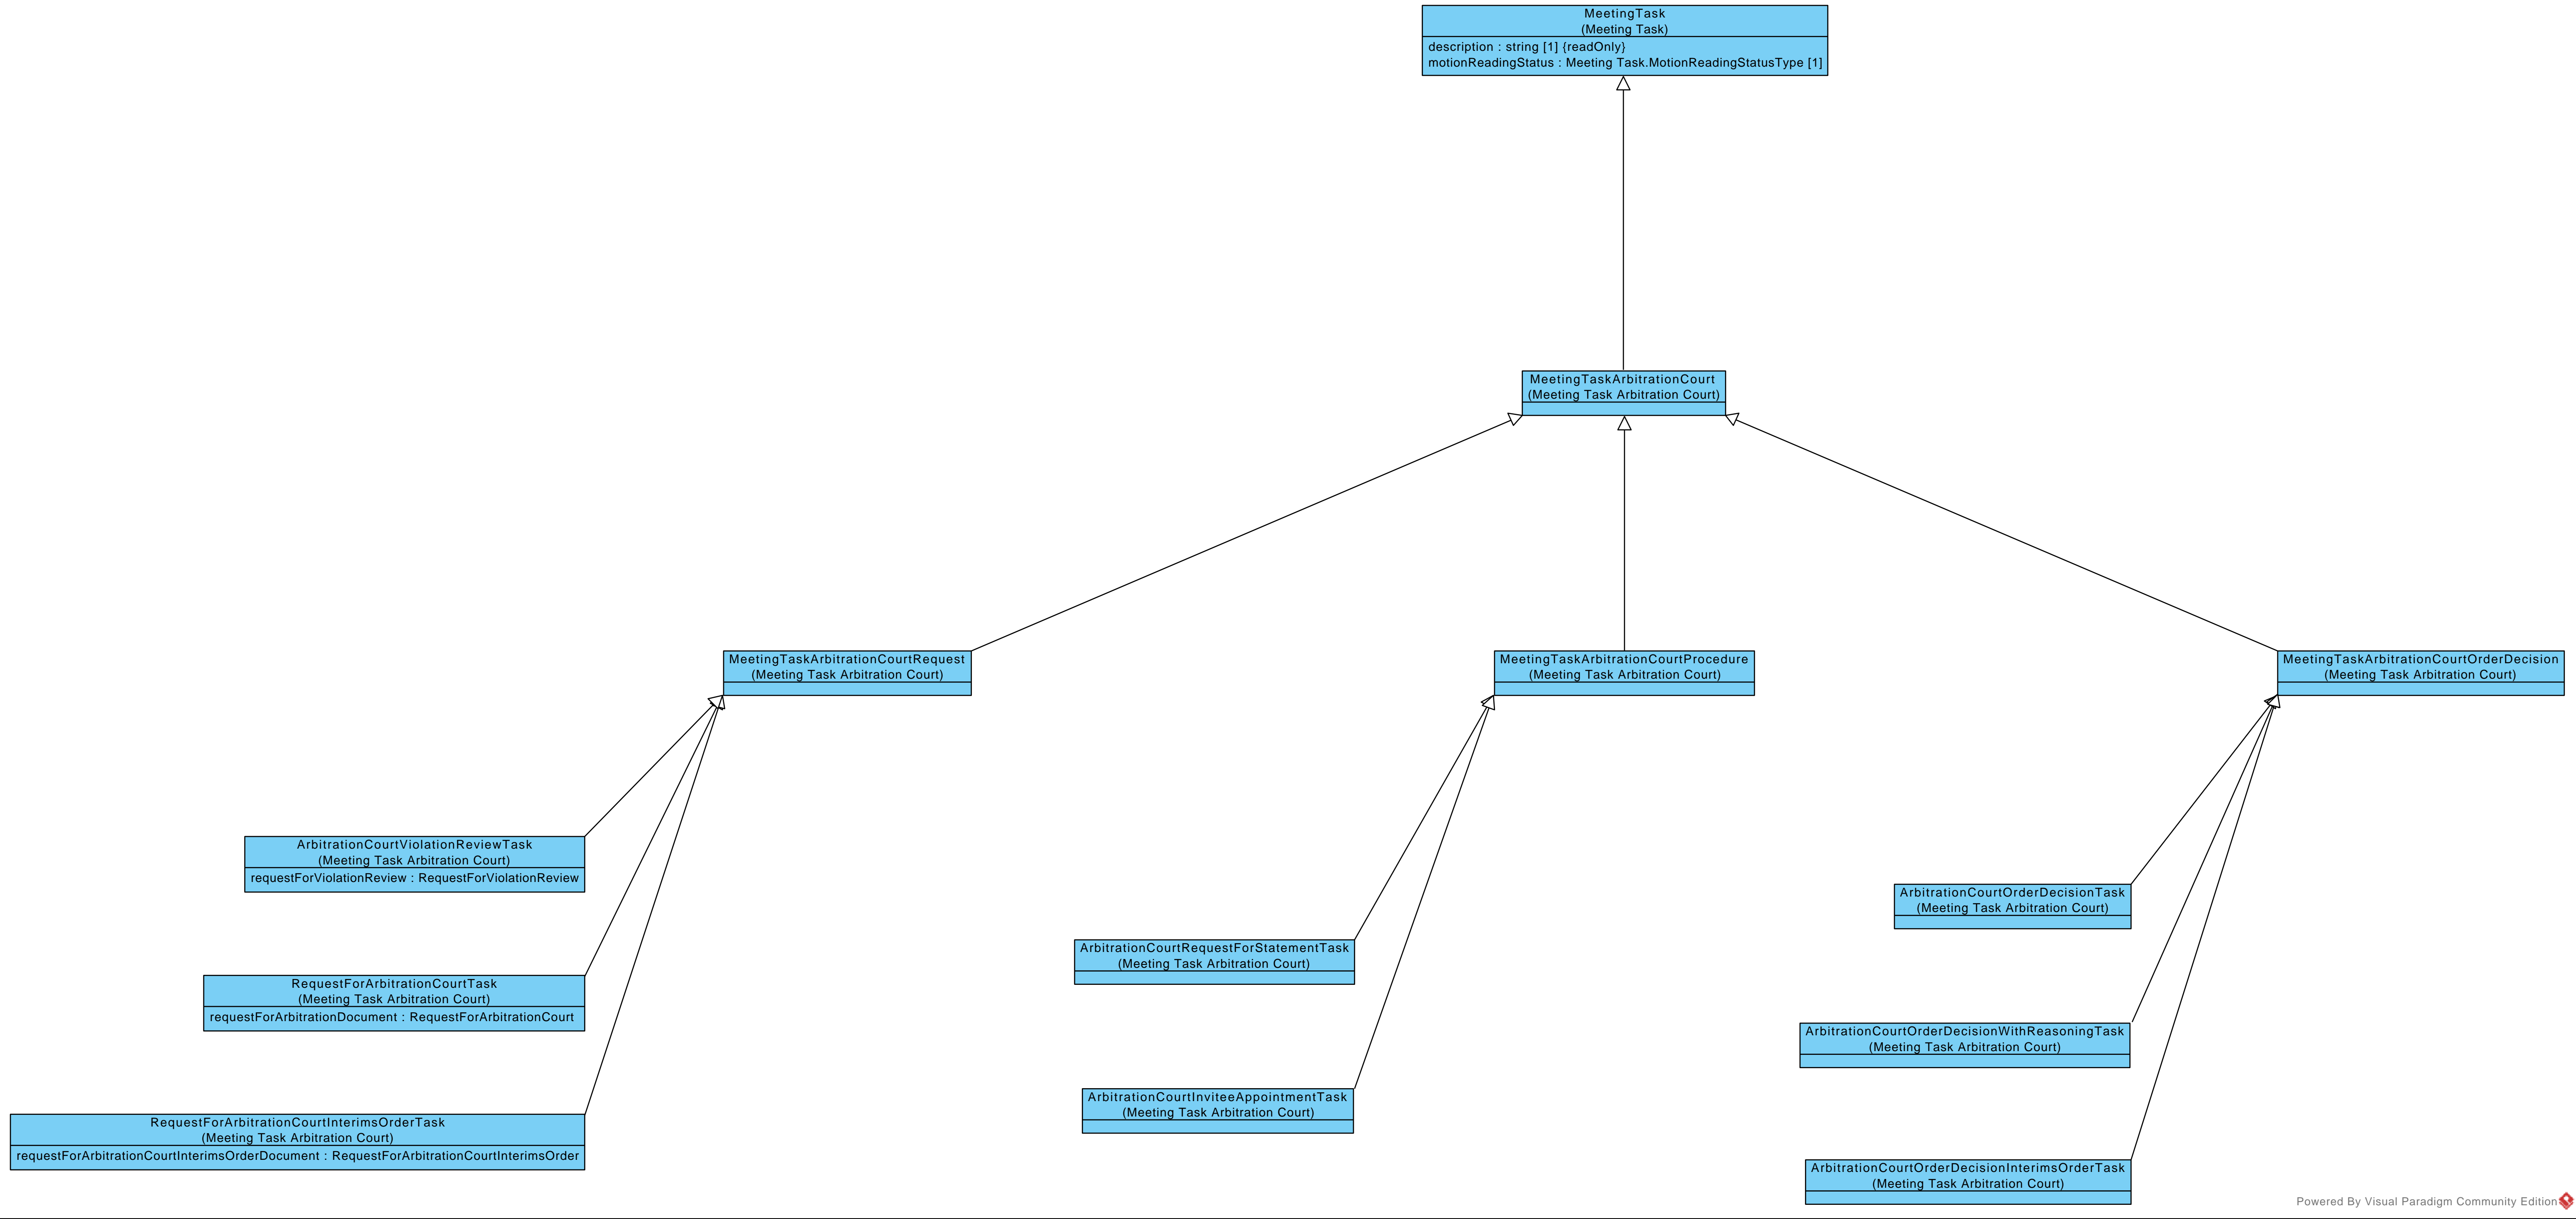 MeetingTask
(Meeting Task)
description : string [1] {readOnly}
motionReadingStatus : Meeting Task.MotionReadingStatusType [1]
MeetingTaskArbitrationCourt
(Meeting Task Arbitration Court)
MeetingTaskArbitrationCourtRequest
(Meeting Task Arbitration Court)
MeetingTaskArbitrationCourtProcedure
(Meeting Task Arbitration Court)
MeetingTaskArbitrationCourtOrderDecision
(Meeting Task Arbitration Court)
ArbitrationCourtViolationReviewTask
(Meeting Task Arbitration Court)
requestForViolationReview : RequestForViolationReview
ArbitrationCourtOrderDecisionTask
(Meeting Task Arbitration Court)
ArbitrationCourtRequestForStatementTask
(Meeting Task Arbitration Court)
RequestForArbitrationCourtTask
(Meeting Task Arbitration Court)
requestForArbitrationDocument : RequestForArbitrationCourt
ArbitrationCourtOrderDecisionWithReasoningTask
(Meeting Task Arbitration Court)
ArbitrationCourtInviteeAppointmentTask
(Meeting Task Arbitration Court)
RequestForArbitrationCourtInterimsOrderTask
(Meeting Task Arbitration Court)
requestForArbitrationCourtInterimsOrderDocument : RequestForArbitrationCourtInterimsOrder
ArbitrationCourtOrderDecisionInterimsOrderTask
(Meeting Task Arbitration Court)
Powered By Visual Paradigm Community Edition